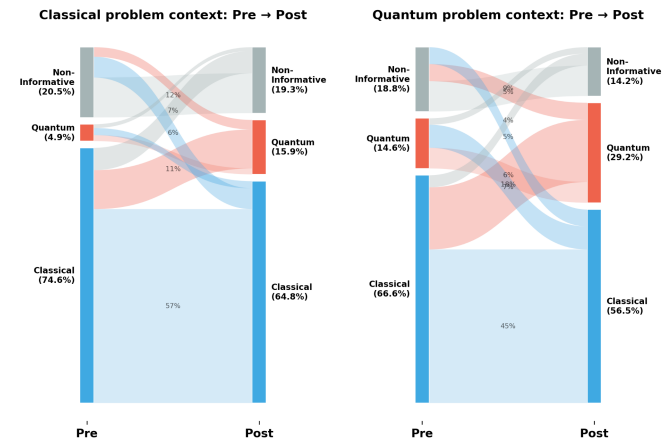 Classical problem context: Pre → Post
Non-
Informative
(20.5%)
Quantum
(4.9%)
Classical
(74.6%)
12%
7%
6%
11%
57%
Non-
Informative
(19.3%)
Quantum
(15.9%)
Classical
(64.8%)
Pre
Post
Quantum problem context: Pre → Post
Non-
Informative
(18.8%)
Quantum
(14.6%)
Classical
(66.6%)
4%
5%
6%
45%
Non-
Informative
(14.2%)
Quantum
(29.2%)
Classical
(56.5%)
Pre
Post